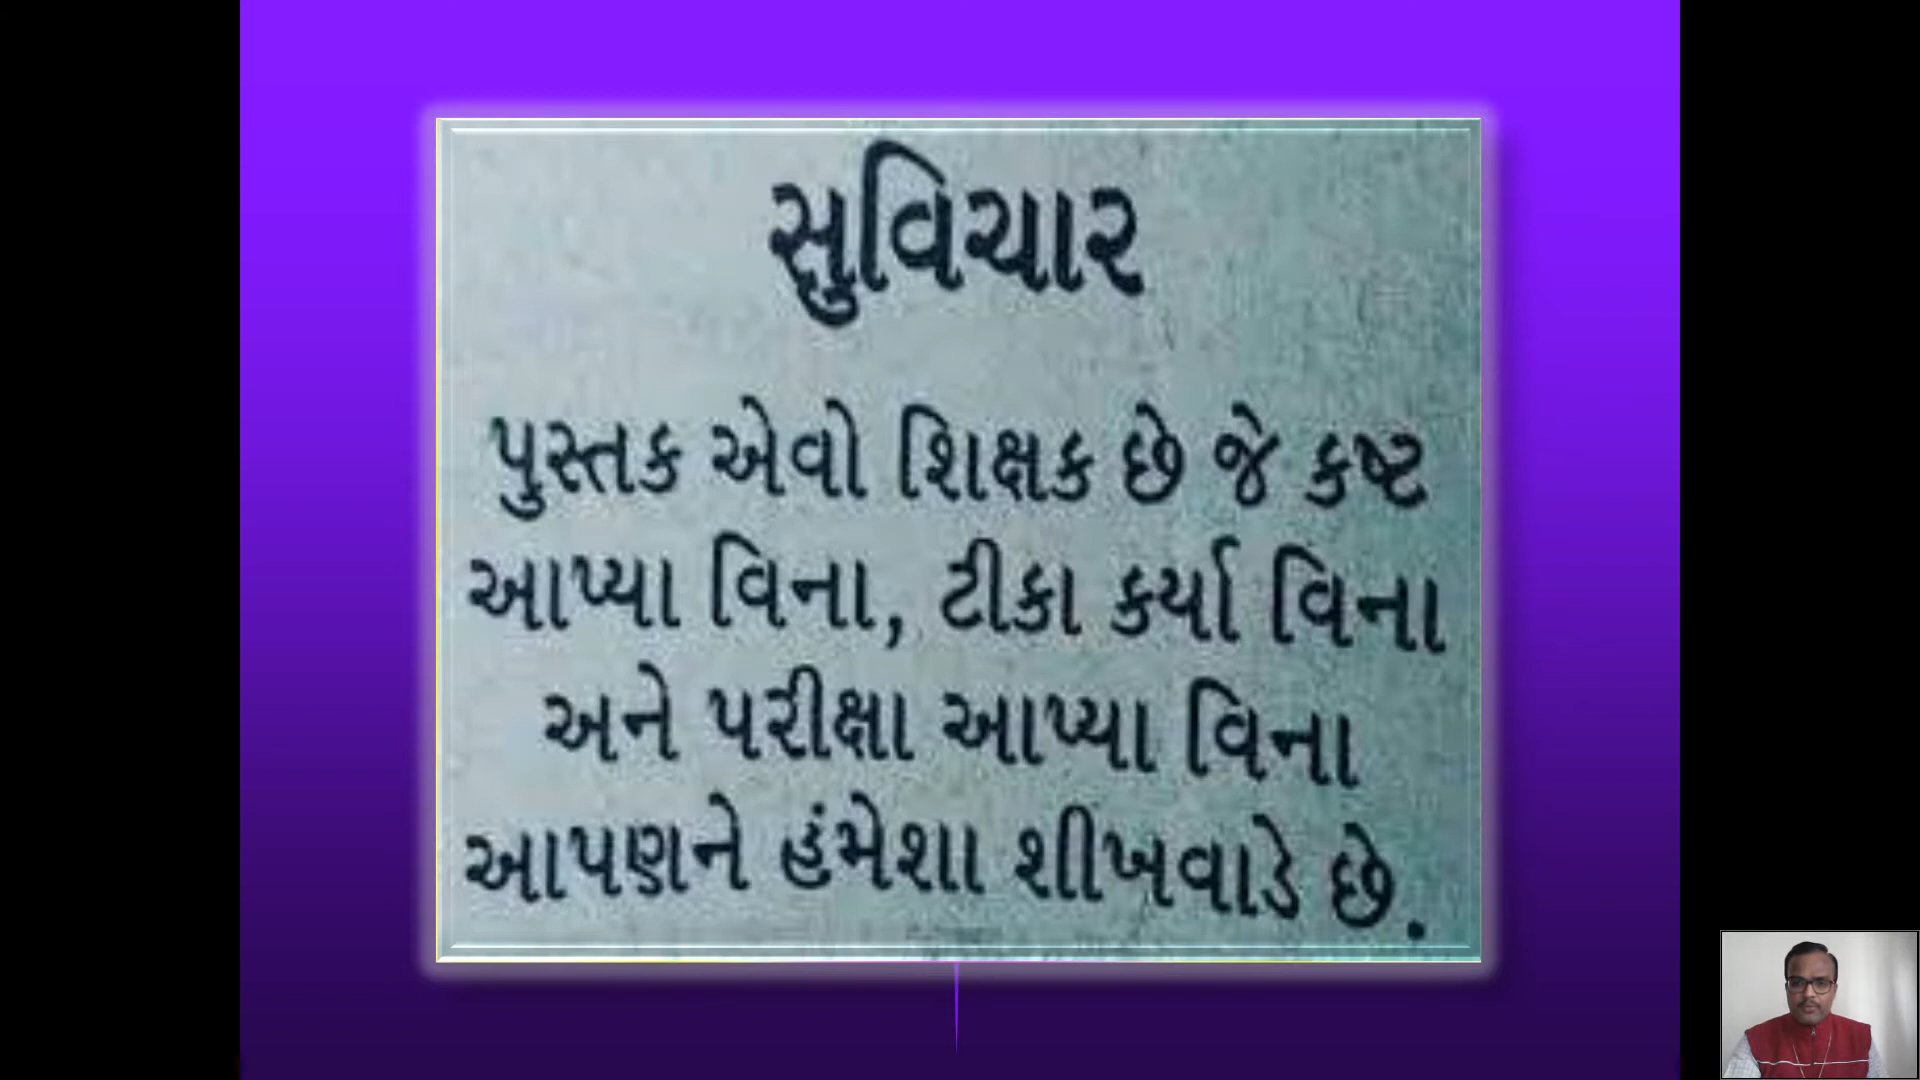 સુવિચાર
પુસ્તક એવો શિક્ષક છે જે કષ્ટ
આપ્યા વિના, ટીકા કર્યા વિના
અને પરીક્ષા આપ્યા વિના
આપણને હંમેશા શીખવાડે છે.